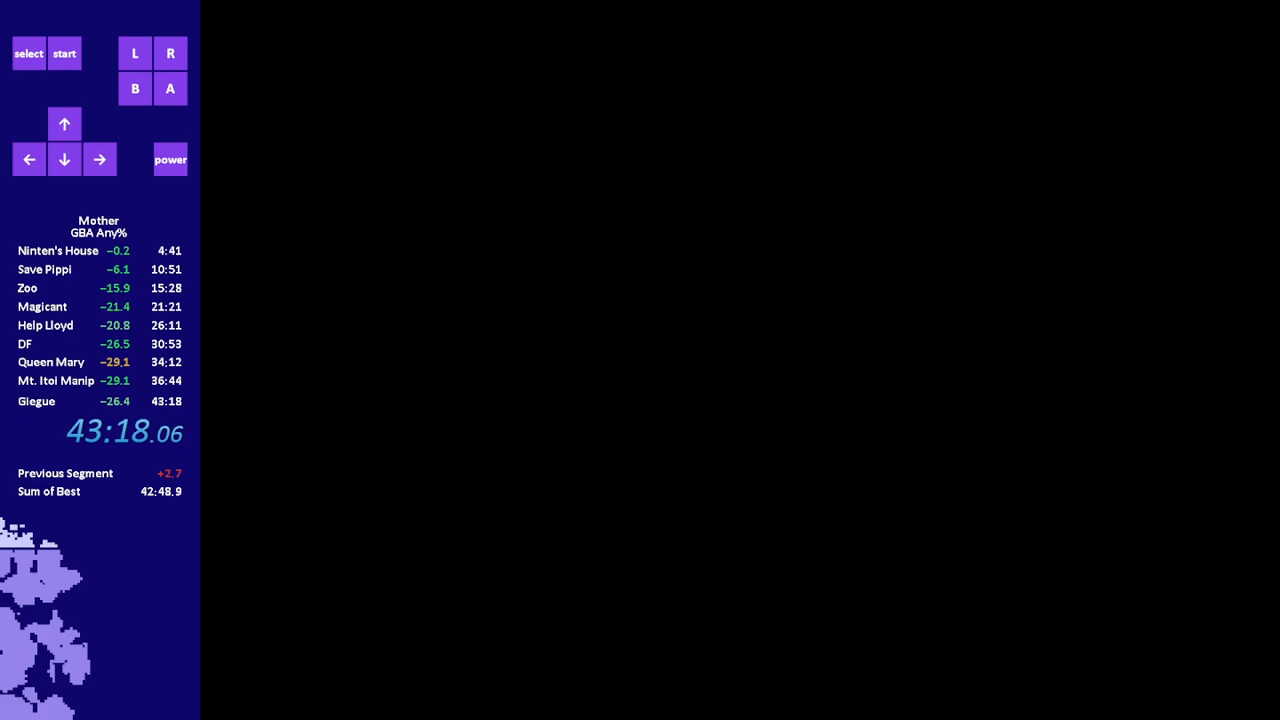 select start L R
B A
↑
← ↓ → power
Mother
GBA Any%
Ninten's House −0.2 4:41
Save Pippi −6.1 10:51
Zoo −15.9 15:28
Magicant −21.4 21:21
Help Lloyd −20.8 26:11
DF −26.5 30:53
Queen Mary −29.1 34:12
Mt. Itoi Manip −29.1 36:44
Giegue −26.4 43:18
43:18.06
Previous Segment +2.7
Sum of Best 42:48.9